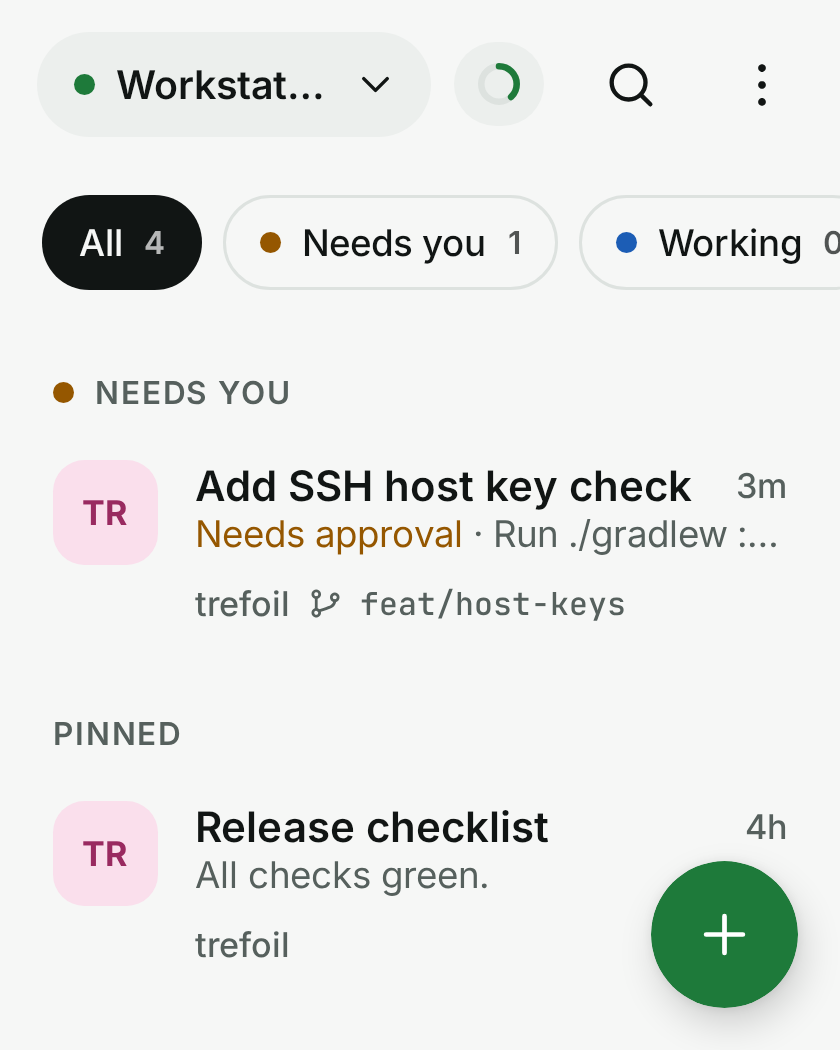 Workstat...
All 4
Needs you 1
Working 0
NEEDS YOU
TR
Add SSH host key check 3m
Needs approval · Run ./gradlew :...
trefoil feat/host-keys
PINNED
TR
Release checklist 4h
All checks green.
trefoil